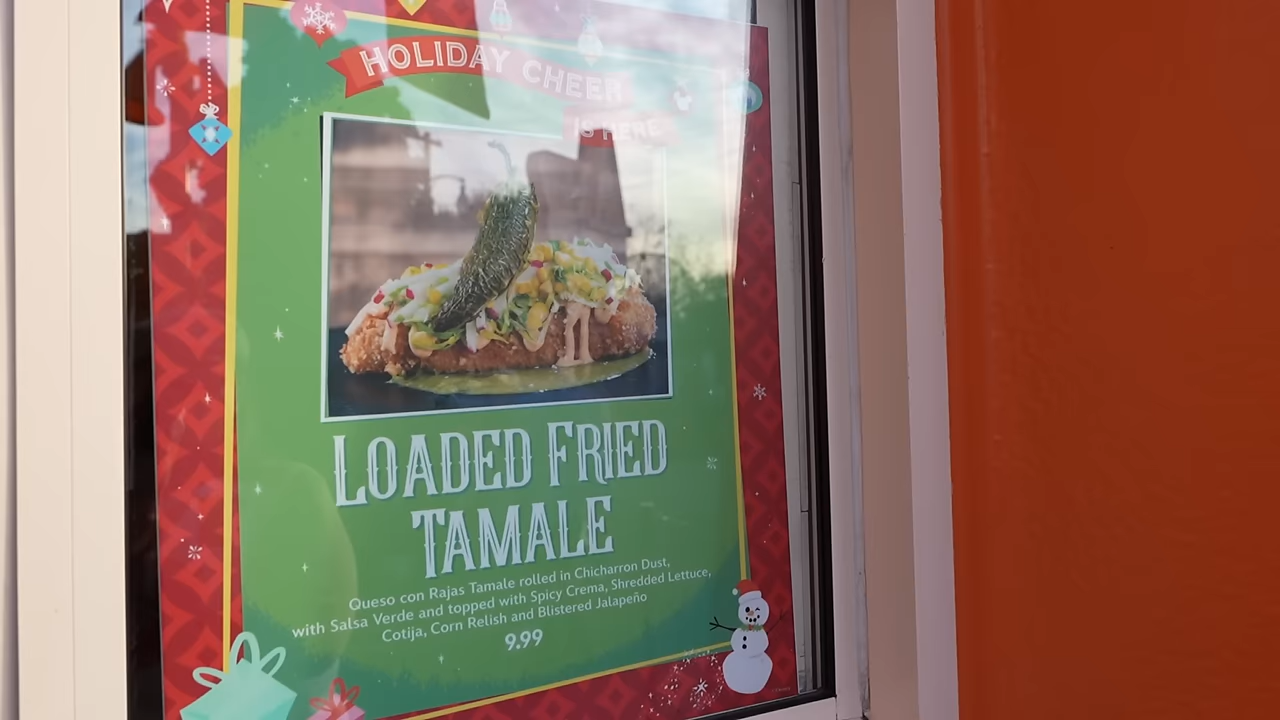 HOLIDAY CHEER
IS HERE
LOADED FRIED
TAMALE
Queso con Rajas Tamale rolled in Chicharron Dust,
with Salsa Verde and topped with Spicy Crema, Shredded Lettuce,
Cotija, Corn Relish and Blistered Jalapeño
9.99